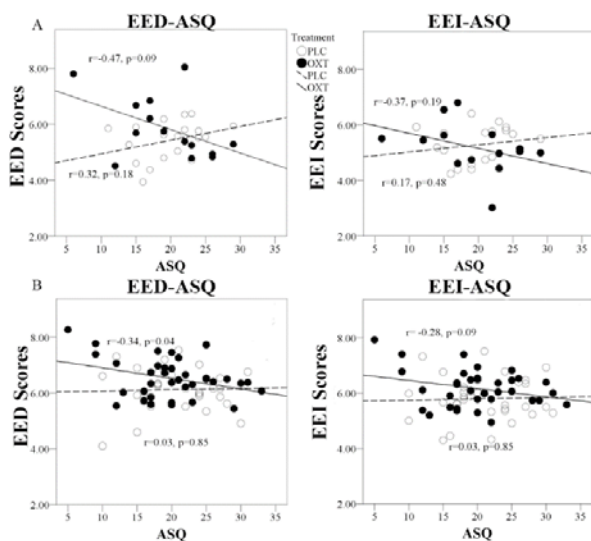 A
EED-ASQ
EEI-ASQ
Treatment
PLC
OXT
PLC
OXT
EED Scores
8.00
6.00
4.00
2.00
r=-0.47, p=0.09
r=0.32, p=0.18
5 10 15 20 25 30 35
ASQ
EEI Scores
8.00
6.00
4.00
2.00
r=-0.37, p=0.19
r=0.17, p=0.48
5 10 15 20 25 30 35
ASQ
B
EED-ASQ
EEI-ASQ
EED Scores
8.00
6.00
4.00
2.00
r=-0.34, p=0.04
r=0.03, p=0.85
5 10 15 20 25 30 35
ASQ
EEI Scores
8.00
6.00
4.00
2.00
r=-0.28, p=0.09
r=0.03, p=0.85
5 10 15 20 25 30 35
ASQ